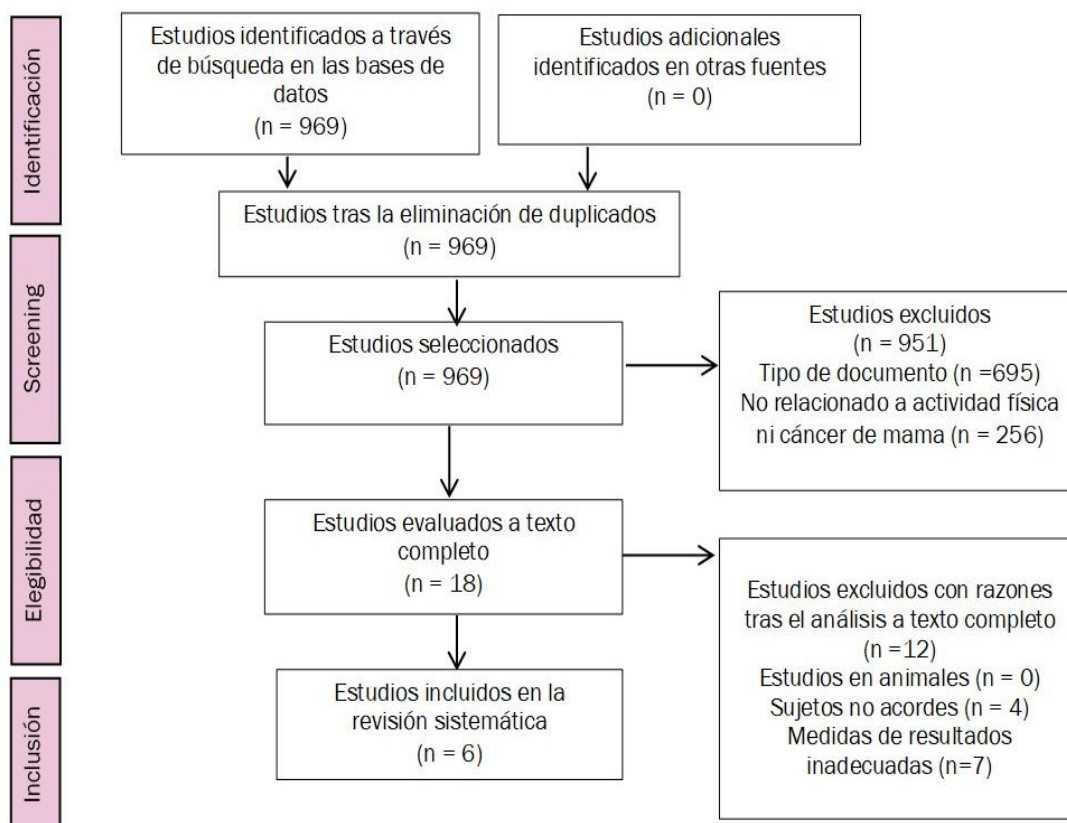 Identificación
Estudios identificados a través
de búsqueda en las bases de
datos
(n = 969)
Estudios adicionales
identificados en otras fuentes
(n = 0)
Estudios tras la eliminación de duplicados
(n = 969)
Screening
Estudios seleccionados
(n = 969)
Estudios excluidos
(n = 951)
Tipo de documento (n =695)
No relacionado a actividad física
ni cáncer de mama (n = 256)
Elegibilidad
Estudios evaluados a texto
completo
(n = 18)
Estudios excluidos con razones
tras el análisis a texto completo
(n =12)
Estudios en animales (n = 0)
Sujetos no acordes (n = 4)
Medidas de resultados
inadecuadas (n=7)
Inclusión
Estudios incluidos en la
revisión sistemática
(n = 6)